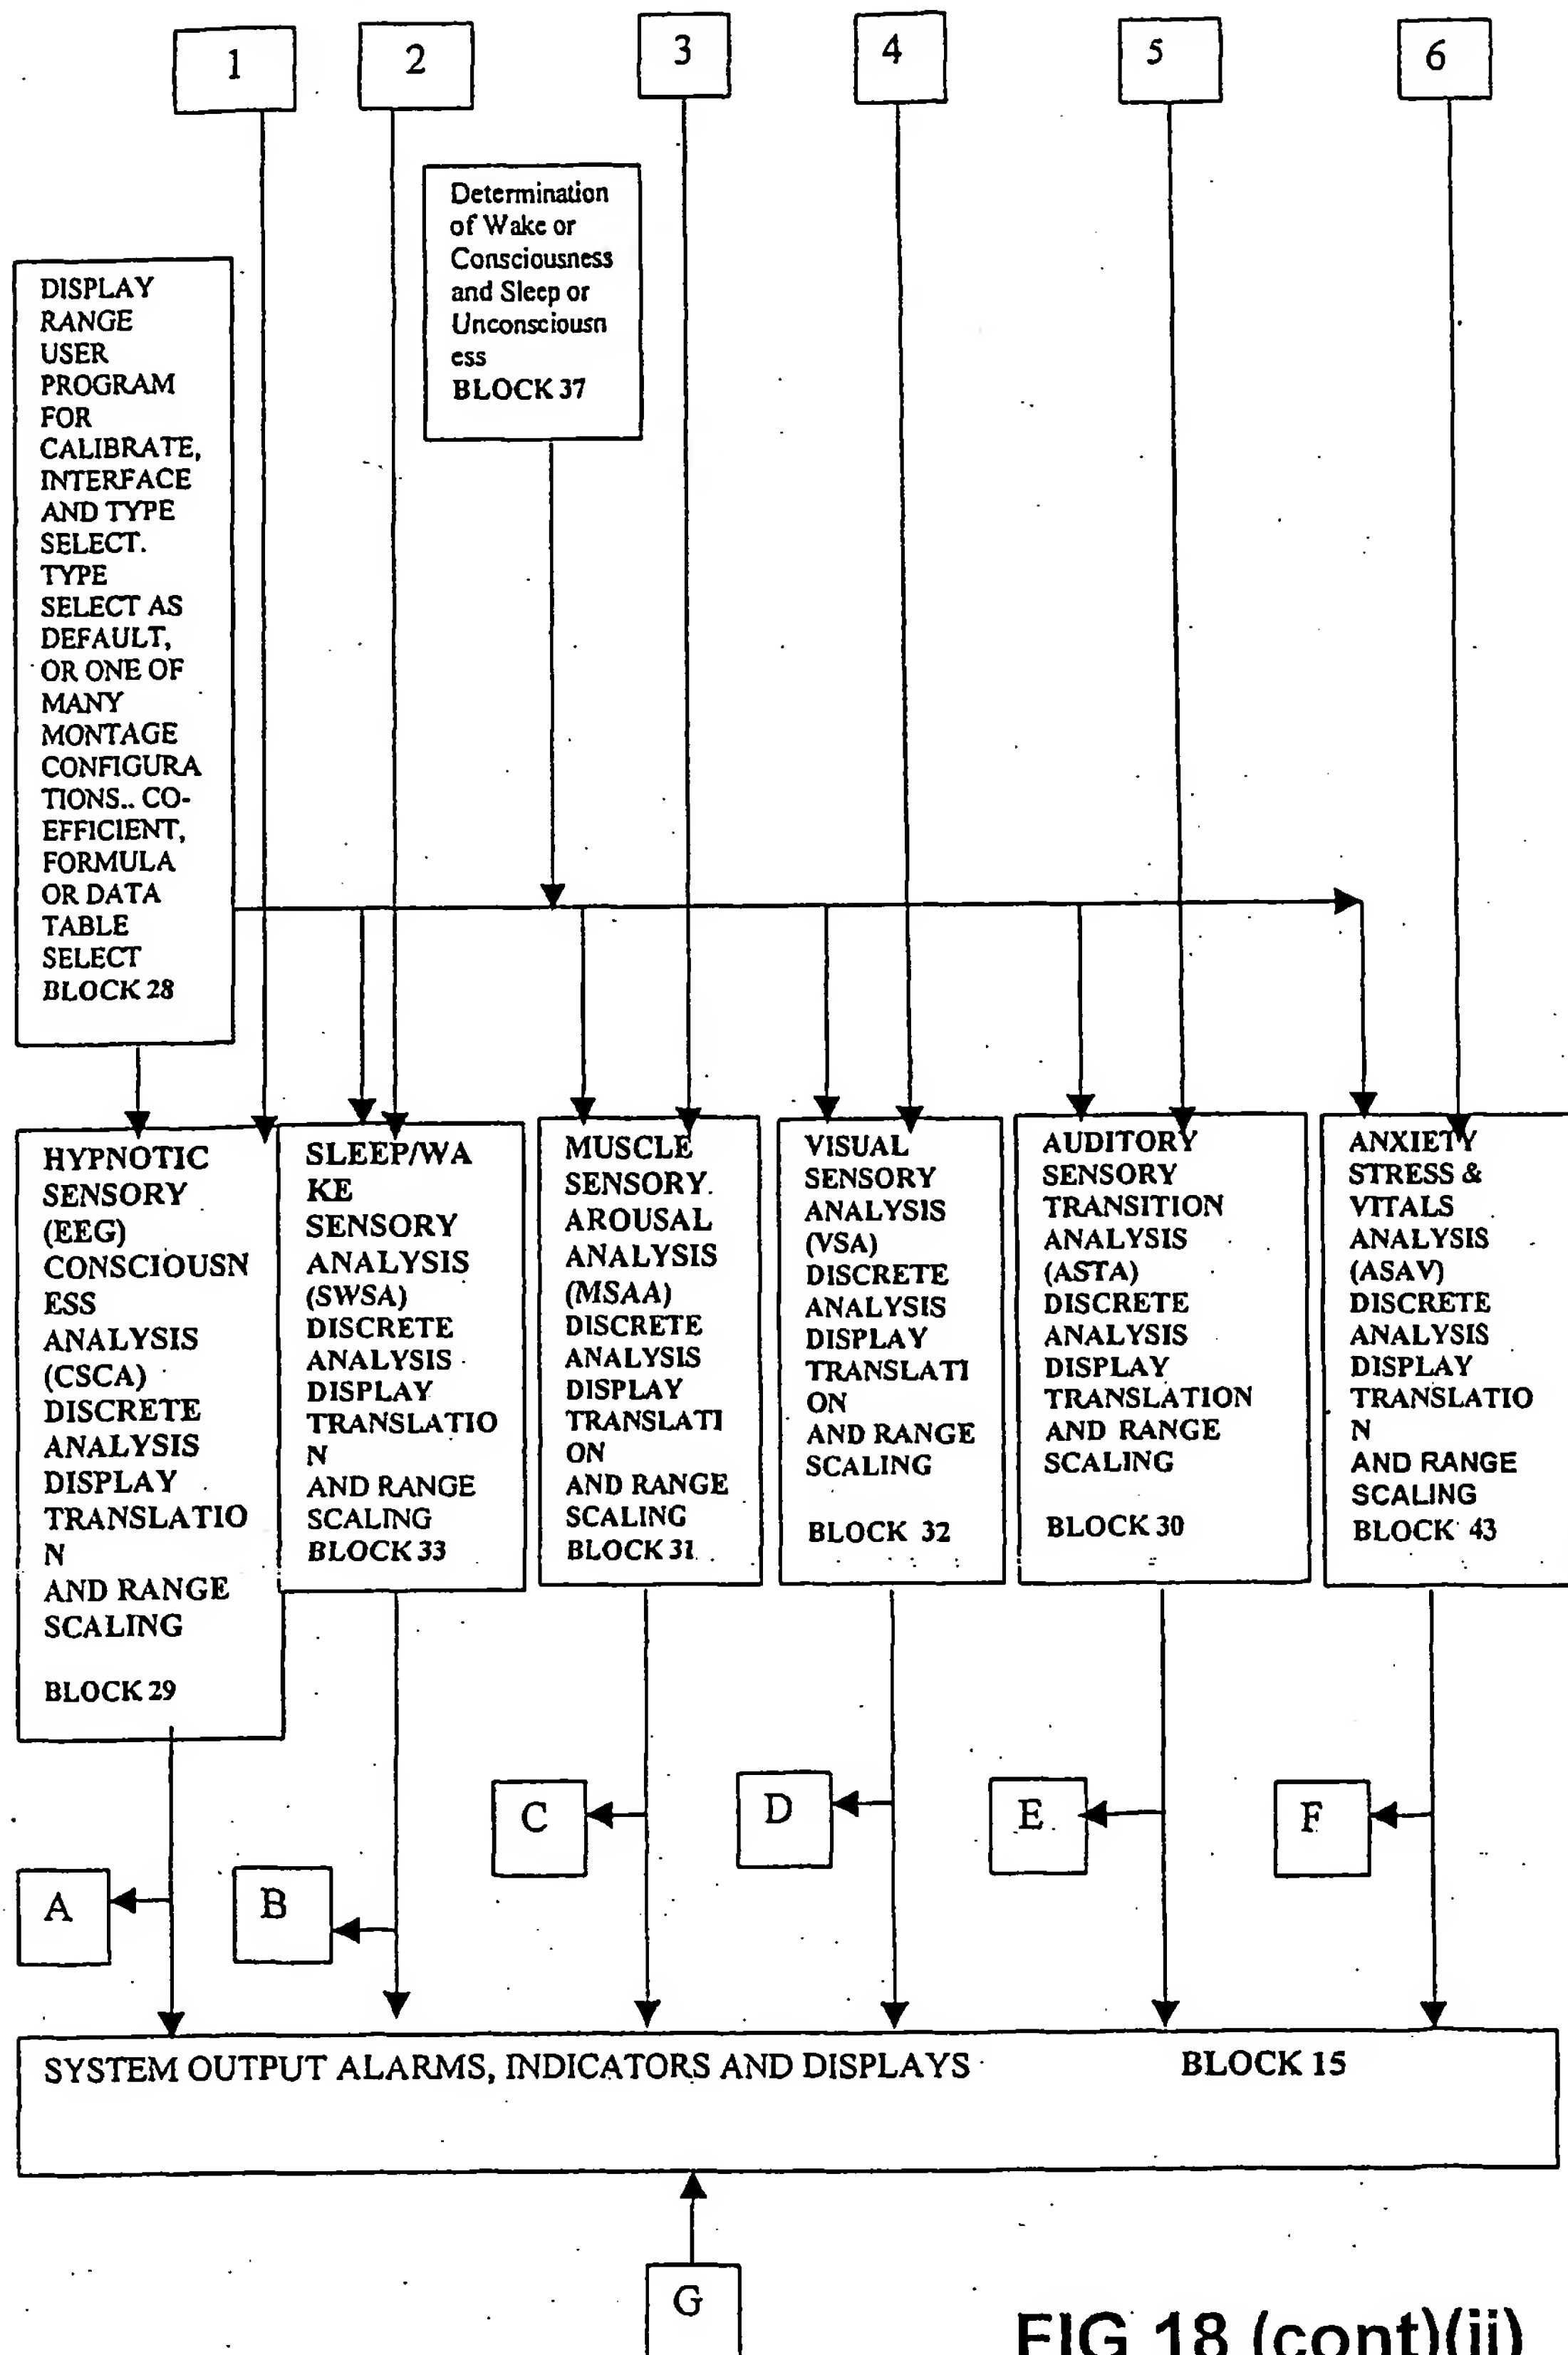 1
2
3
4
5
6
Determination
of Wake or
Consciousness
and Sleep or
Unconsciousn
ess
BLOCK 37
DISPLAY
RANGE
USER
PROGRAM
FOR
CALIBRATE,
INTERFACE
AND TYPE
SELECT.
TYPE
SELECT AS
DEFAULT,
OR ONE OF
MANY
MONTAGE
CONFIGURA
TIONS.. CO-
EFFICIENT,
FORMULA
OR DATA
TABLE
SELECT
BLOCK 28
HYPNOTIC
SENSORY
(EEG)
CONSCIOUSN
ESS
ANALYSIS
(CSCA)
DISCRETE
ANALYSIS
DISPLAY
TRANSLATIO
N
AND RANGE
SCALING
BLOCK 29
SLEEP/WA
KE
SENSORY
ANALYSIS
(SWSA)
DISCRETE
ANALYSIS
DISPLAY
TRANSLATIO
N
AND RANGE
SCALING
BLOCK 33
MUSCLE
SENSORY.
AROUSAL
ANALYSIS
(MSAA)
DISCRETE
ANALYSIS
DISPLAY
TRANSLATI
ON
AND RANGE
SCALING
BLOCK 31
VISUAL
SENSORY
ANALYSIS
(VSA)
DISCRETE
ANALYSIS
DISPLAY
TRANSLATI
ON
AND RANGE
SCALING
BLOCK 32
AUDITORY
SENSORY
TRANSITION
ANALYSIS
(ASTA)
DISCRETE
ANALYSIS
DISPLAY
TRANSLATION
AND RANGE
SCALING
BLOCK 30
ANXIETY
STRESS &
VITALS
ANALYSIS
(ASAV)
DISCRETE
ANALYSIS
DISPLAY
TRANSLATIO
N
AND RANGE
SCALING
BLOCK 43
A
B
C
D
E
F
SYSTEM OUTPUT ALARMS, INDICATORS AND DISPLAYS BLOCK 15
G
FIG 18 (cont)(ii)